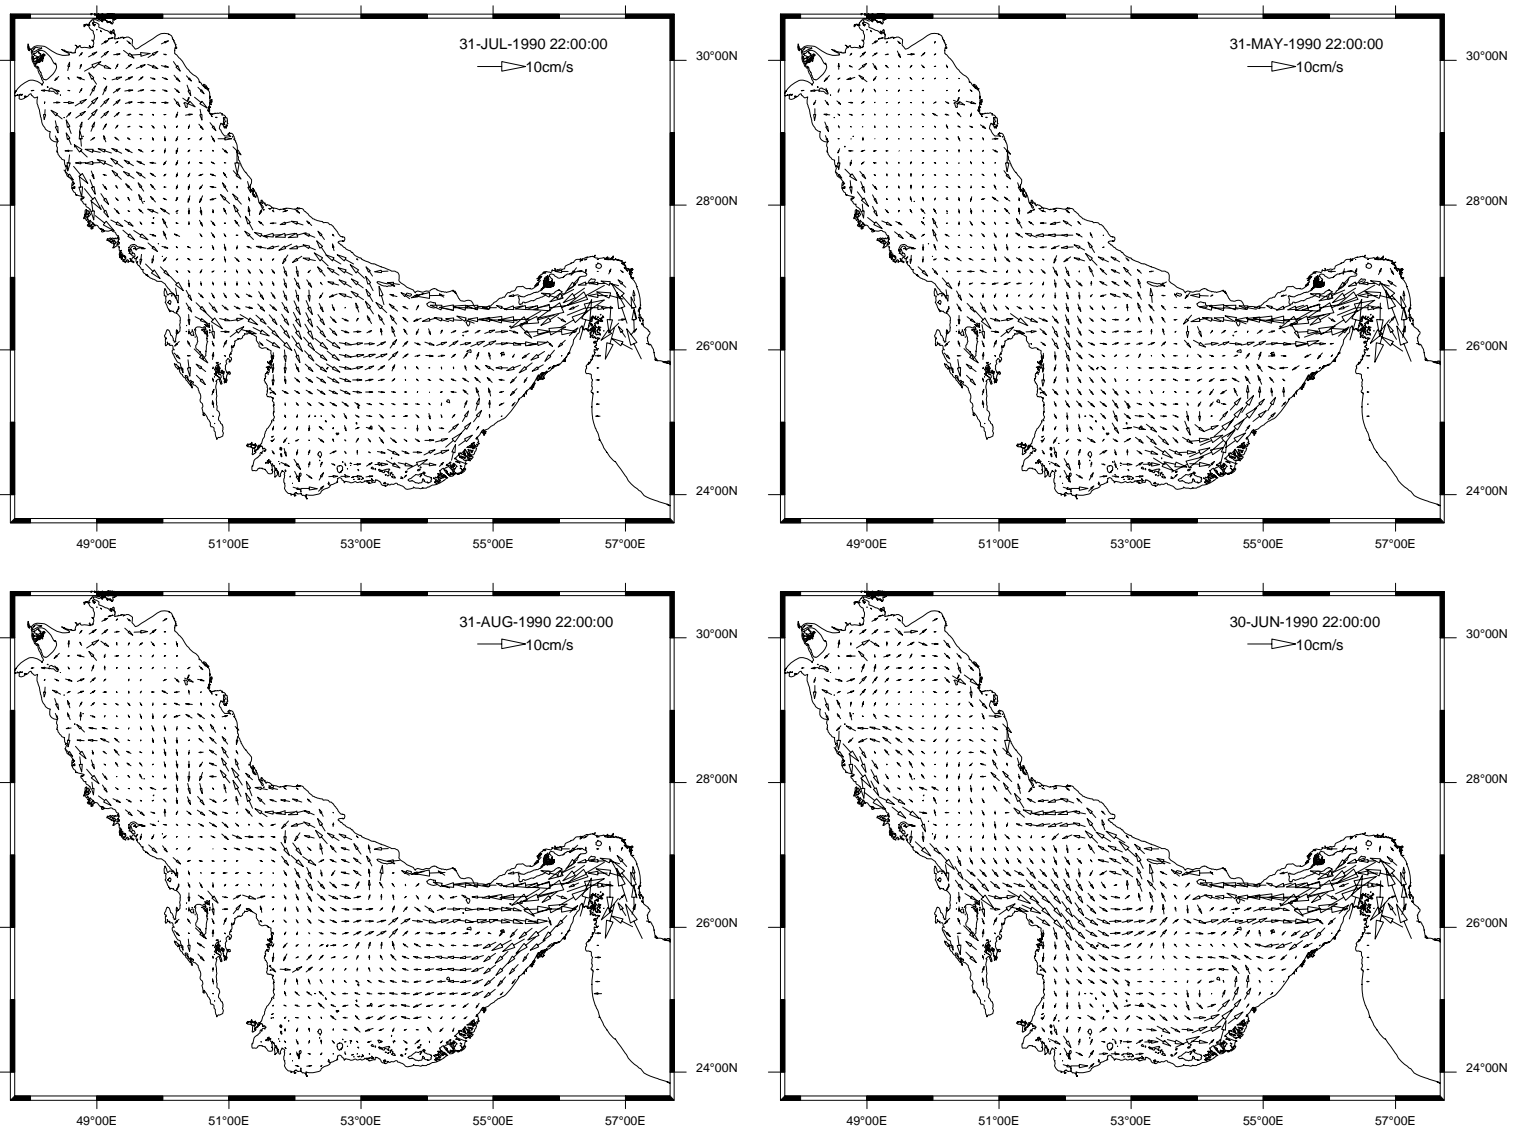 31-JUL-1990 22:00:00
10cm/s
30°00N
28°00N
26°00N
24°00N
49°00E 51°00E 53°00E 55°00E 57°00E
31-MAY-1990 22:00:00
10cm/s
30°00N
28°00N
26°00N
24°00N
49°00E 51°00E 53°00E 55°00E 57°00E
31-AUG-1990 22:00:00
10cm/s
30°00N
28°00N
26°00N
24°00N
49°00E 51°00E 53°00E 55°00E 57°00E
30-JUN-1990 22:00:00
10cm/s
30°00N
28°00N
26°00N
24°00N
49°00E 51°00E 53°00E 55°00E 57°00E